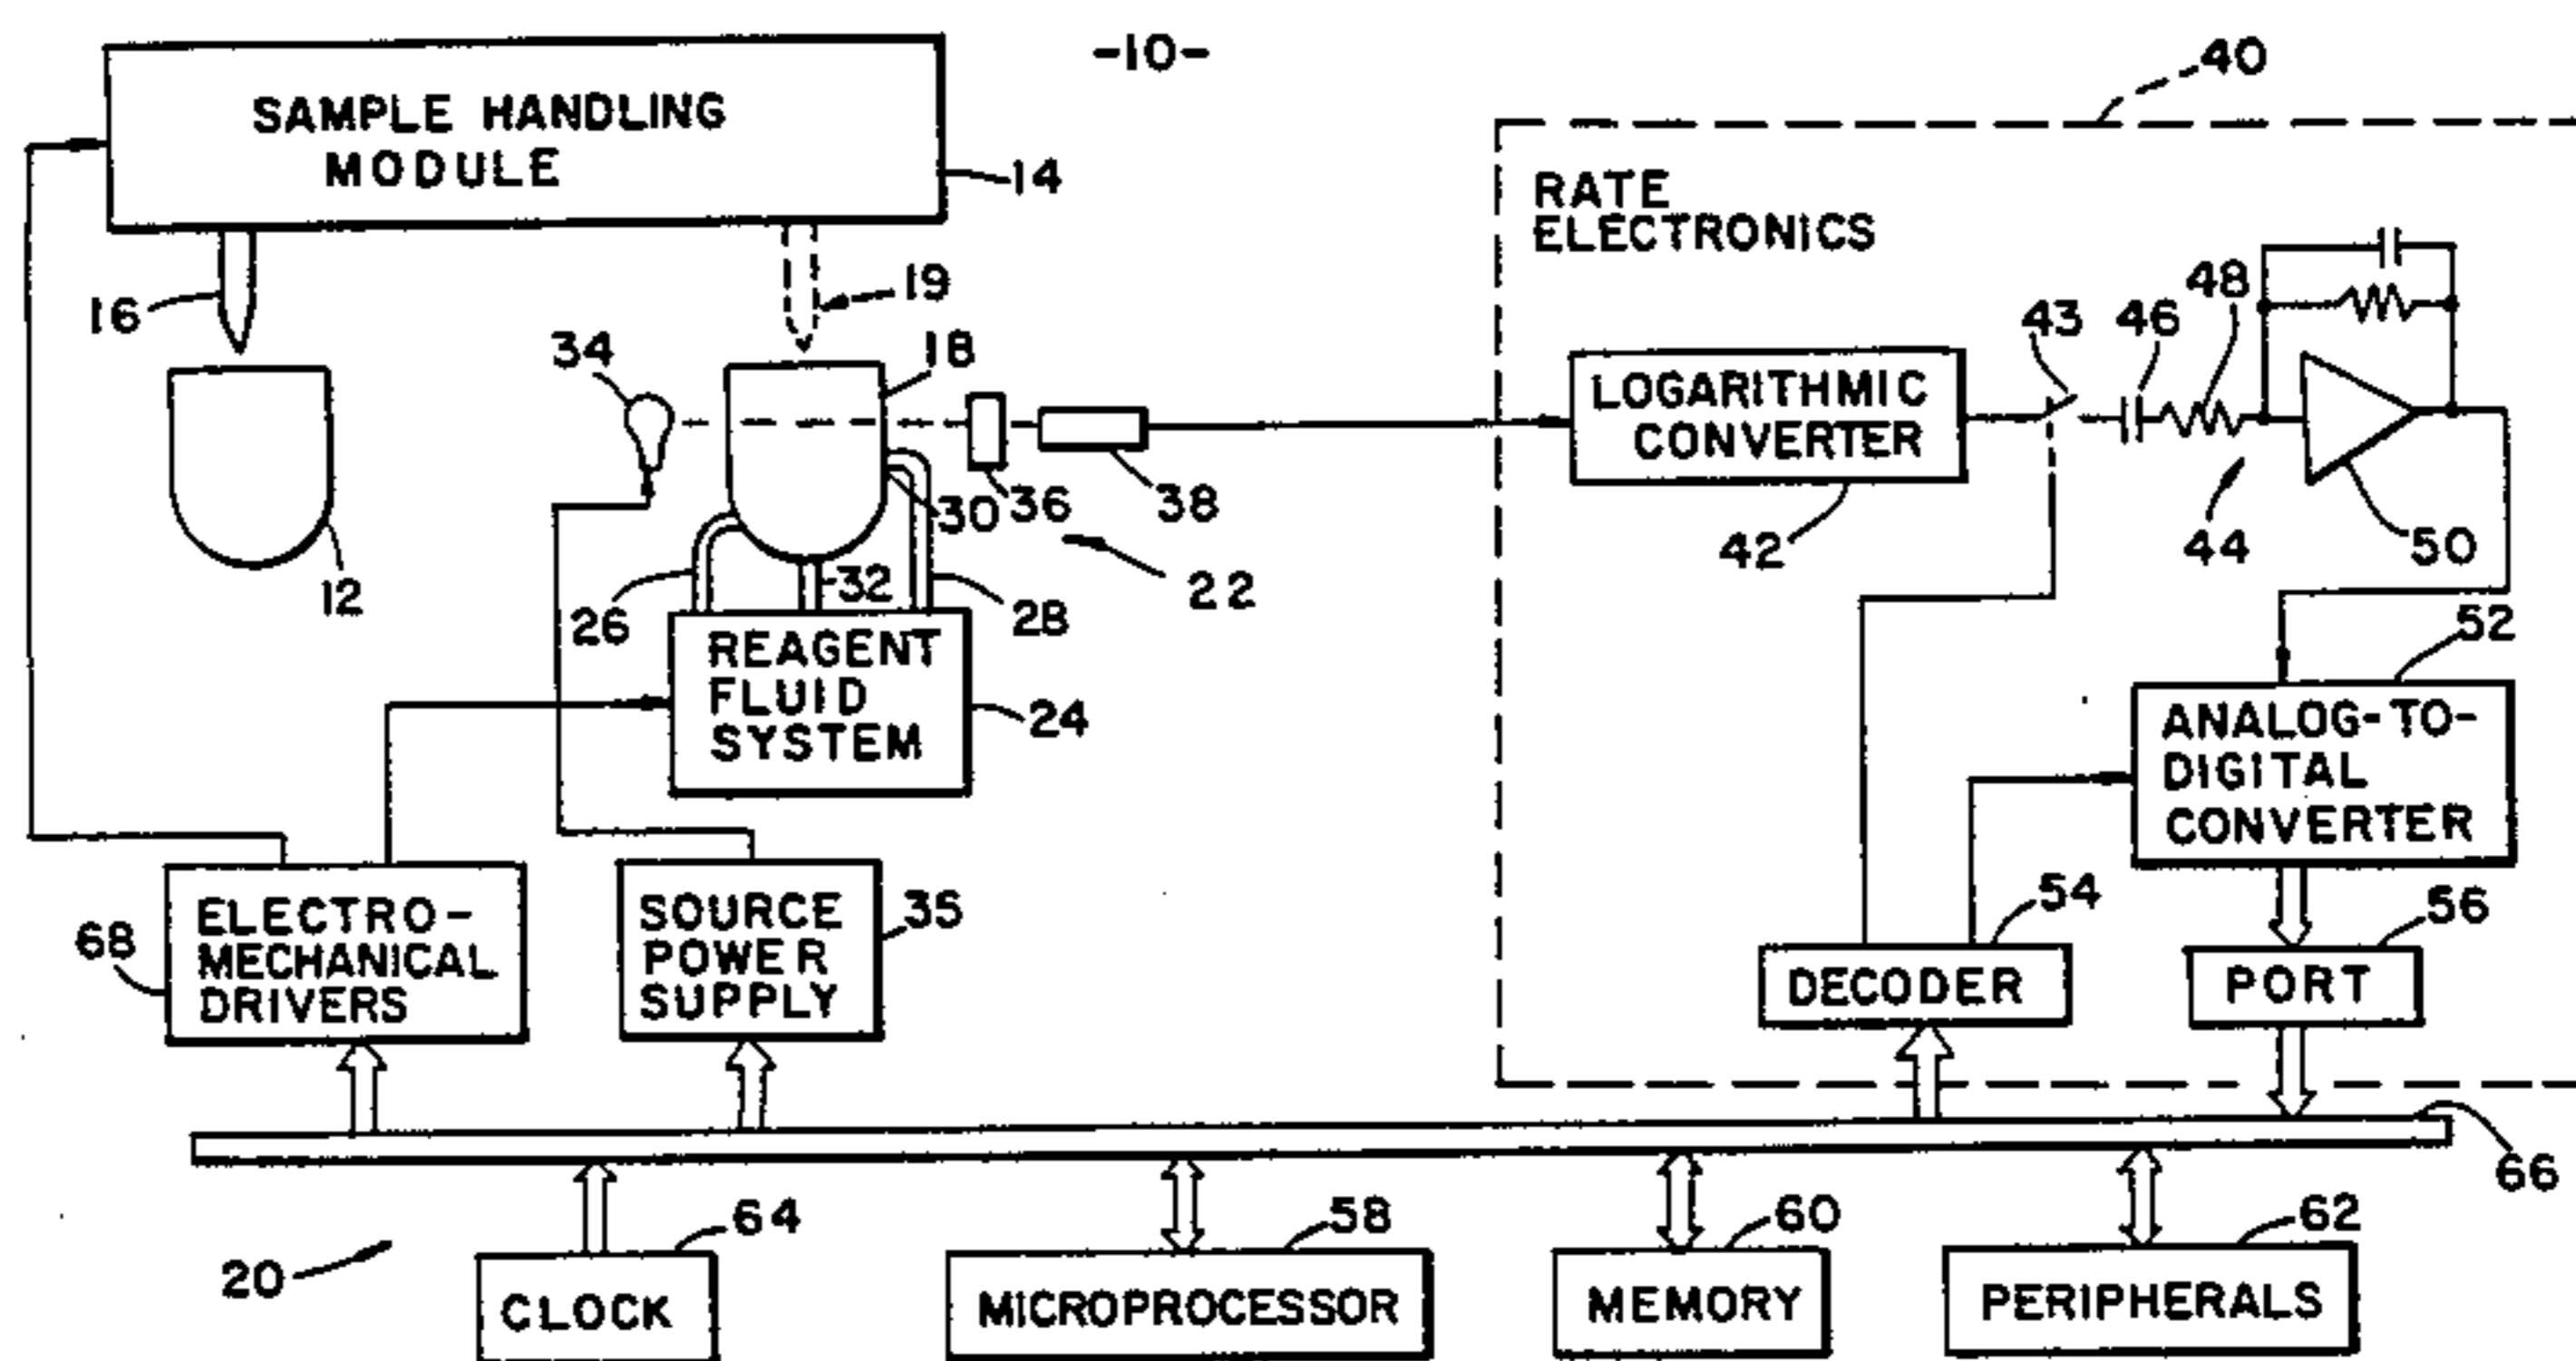 -10-
40
SAMPLE HANDLING
MODULE
14
RATE
ELECTRONICS
16
19
34
18
43
46
48
LOGARITHMIC
CONVERTER
30
36
38
12
26
32
28
22
42
44
50
REAGENT
FLUID
SYSTEM
24
52
ANALOG-TO-
DIGITAL
CONVERTER
68
ELECTRO-
MECHANICAL
DRIVERS
SOURCE
POWER
SUPPLY
35
54
DECODER
56
PORT
66
20
64
CLOCK
58
MICROPROCESSOR
60
MEMORY
62
PERIPHERALS